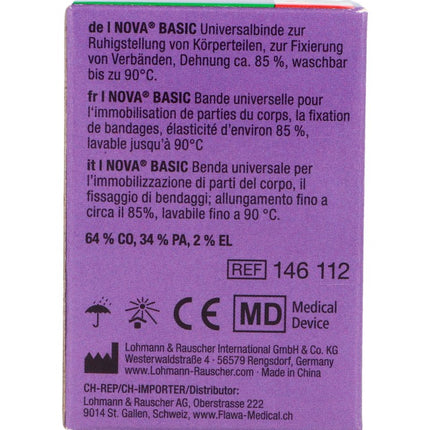 de | NOVA® BASIC Universalbinde zur
Ruhigstellung von Körperteilen, zur Fixierung
von Verbänden, Dehnung ca. 85 %, waschbar
bis zu 90°C.
fr | NOVA® BASIC Bande universelle pour
l'immobilisation de parties du corps, la fixation
de bandages, élasticité d'environ 85 %,
lavable jusqu'à 90°C
it | NOVA® BASIC Benda universale per
l'immobilizzazione di parti del corpo, il
fissaggio di bendaggi; allungamento fino a
circa il 85%, lavabile fino a 90 °C.
64 % CO, 34 % PA, 2 % EL
REF 146 112
CE MD Medical
Device
Lohmann & Rauscher International GmbH & Co. KG
Westerwaldstraße 4 - 56579 Rengsdorf, Germany
www.Lohmann-Rauscher.com - Made in China
CH-REP/CH-IMPORTER/Distributor:
Lohmann & Rauscher AG, Oberstrasse 222
9014 St. Gallen, Schweiz, www.Flawa-Medical.ch